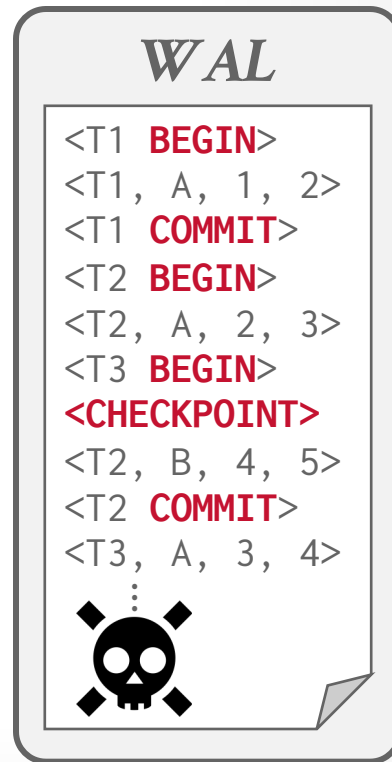 WAL
<T1 BEGIN>
<T1, A, 1, 2>
<T1 COMMIT>
<T2 BEGIN>
<T2, A, 2, 3>
<T3 BEGIN>
<CHECKPOINT>
<T2, B, 4, 5>
<T2 COMMIT>
<T3, A, 3, 4>
⋮